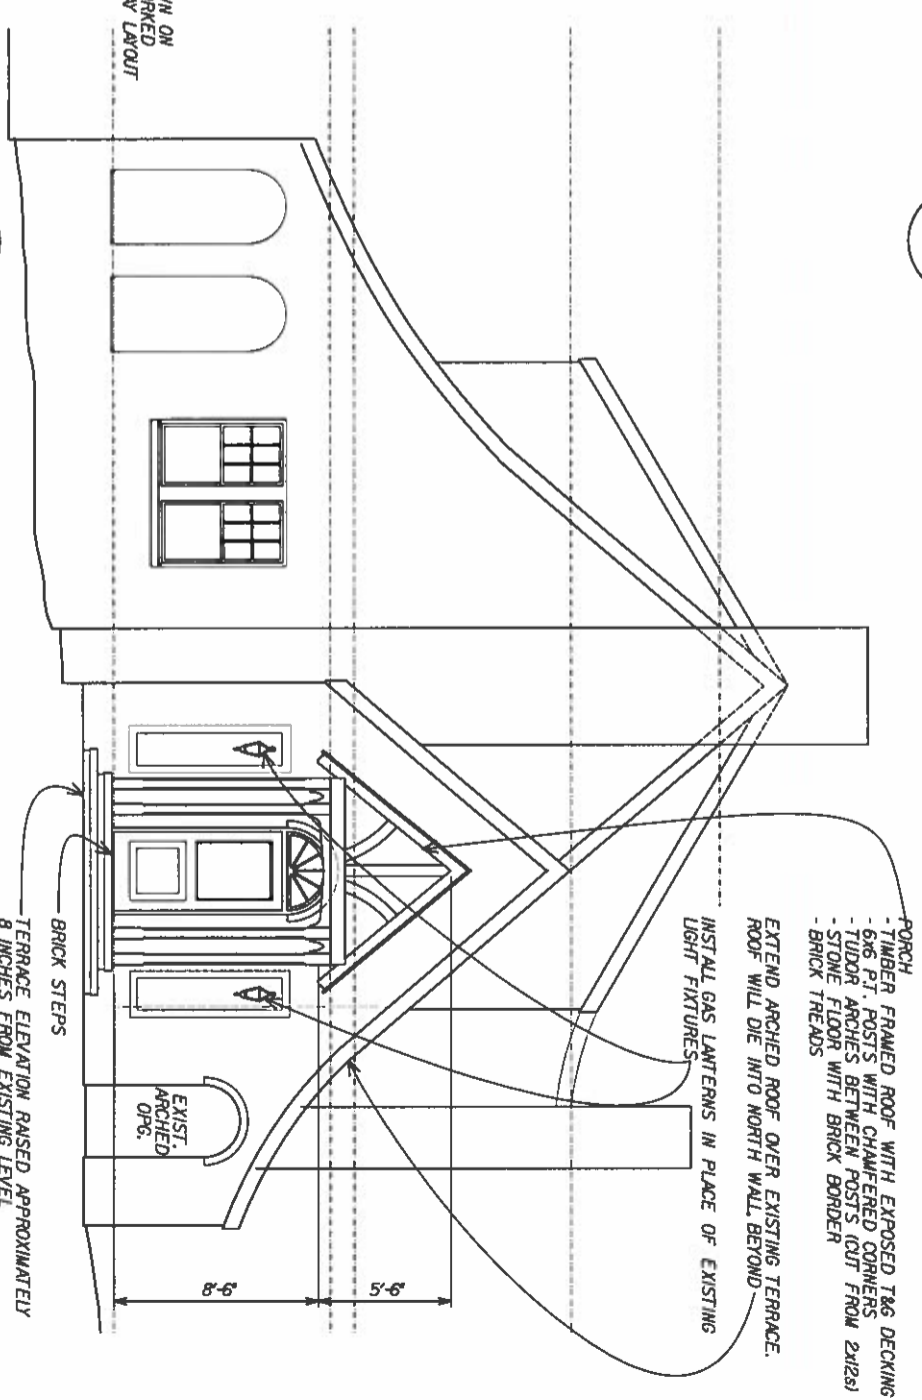 PORCH
- TIMBER FRAMED ROOF WITH EXPOSED T&G DECKING
- 6X6 P.T. POSTS WITH CHAMFERED CORNERS
- TUDOR ARCHES BETWEEN POSTS (CUT FROM 2x12s)
- STONE FLOOR WITH BRICK BORDER
- BRICK TREADS
EXTEND ARCHED ROOF OVER EXISTING TERRACE.
ROOF WILL DIE INTO NORTH WALL BEYOND
INSTALL GAS LANTERNS IN PLACE OF EXISTING
LIGHT FIXTURES
8'-6"
5'-6"
EXIST.
ARCHED
OPG.
BRICK STEPS
TERRACE ELEVATION RAISED APPROXIMATELY
8 INCHES FROM EXISTING LEVEL
ON
LAYOUT